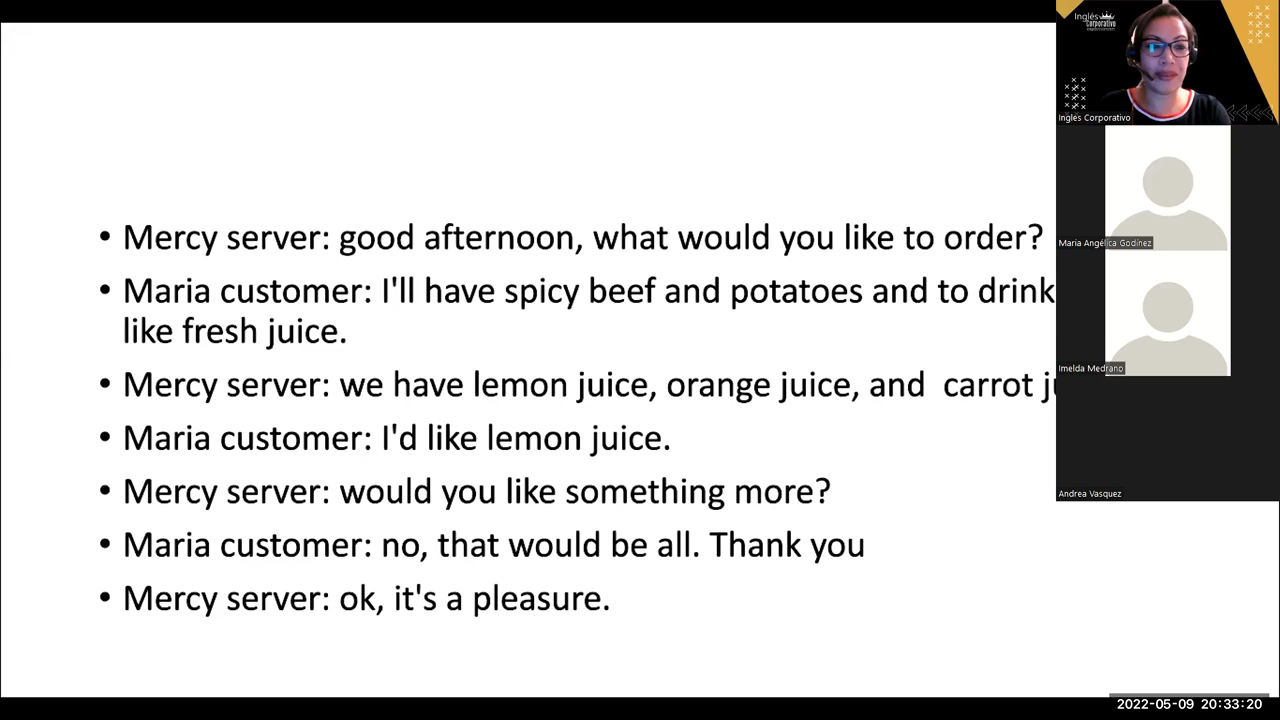 • Mercy server: good afternoon, what would you like to order?
• Maria customer: I'll have spicy beef and potatoes and to drink
like fresh juice.
• Mercy server: we have lemon juice, orange juice, and carrot
• Maria customer: I'd like lemon juice.
• Mercy server: would you like something more?
• Maria customer: no, that would be all. Thank you
• Mercy server: ok, it's a pleasure.
Inglés
Corporativo
Inglés Corporativo
Maria Angélica Godínez
Imelda Medrano
Andrea Vasquez
2022-05-09 20:33:20